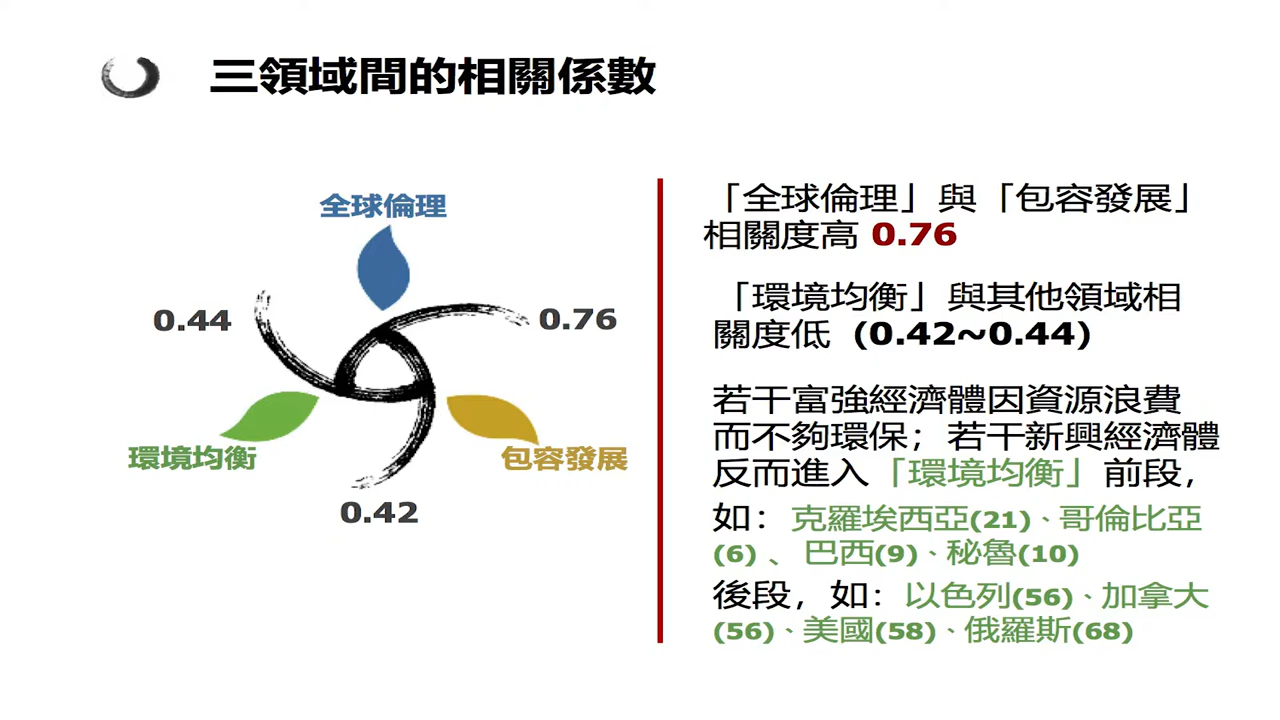 三領域間的相關係數
全球倫理
0.44
0.76
環境均衡
包容發展
0.42
「全球倫理」與「包容發展」
相關度高 0.76
「環境均衡」與其他領域相
關度低 (0.42~0.44)
若干富強經濟體因資源浪費
而不夠環保；若干新興經濟體
反而進入「環境均衡」前段，
如：克羅埃西亞(21)、哥倫比亞
(6) 、 巴西(9)、秘魯(10)
後段，如：以色列(56)、加拿大
(56)、美國(58)、俄羅斯(68)